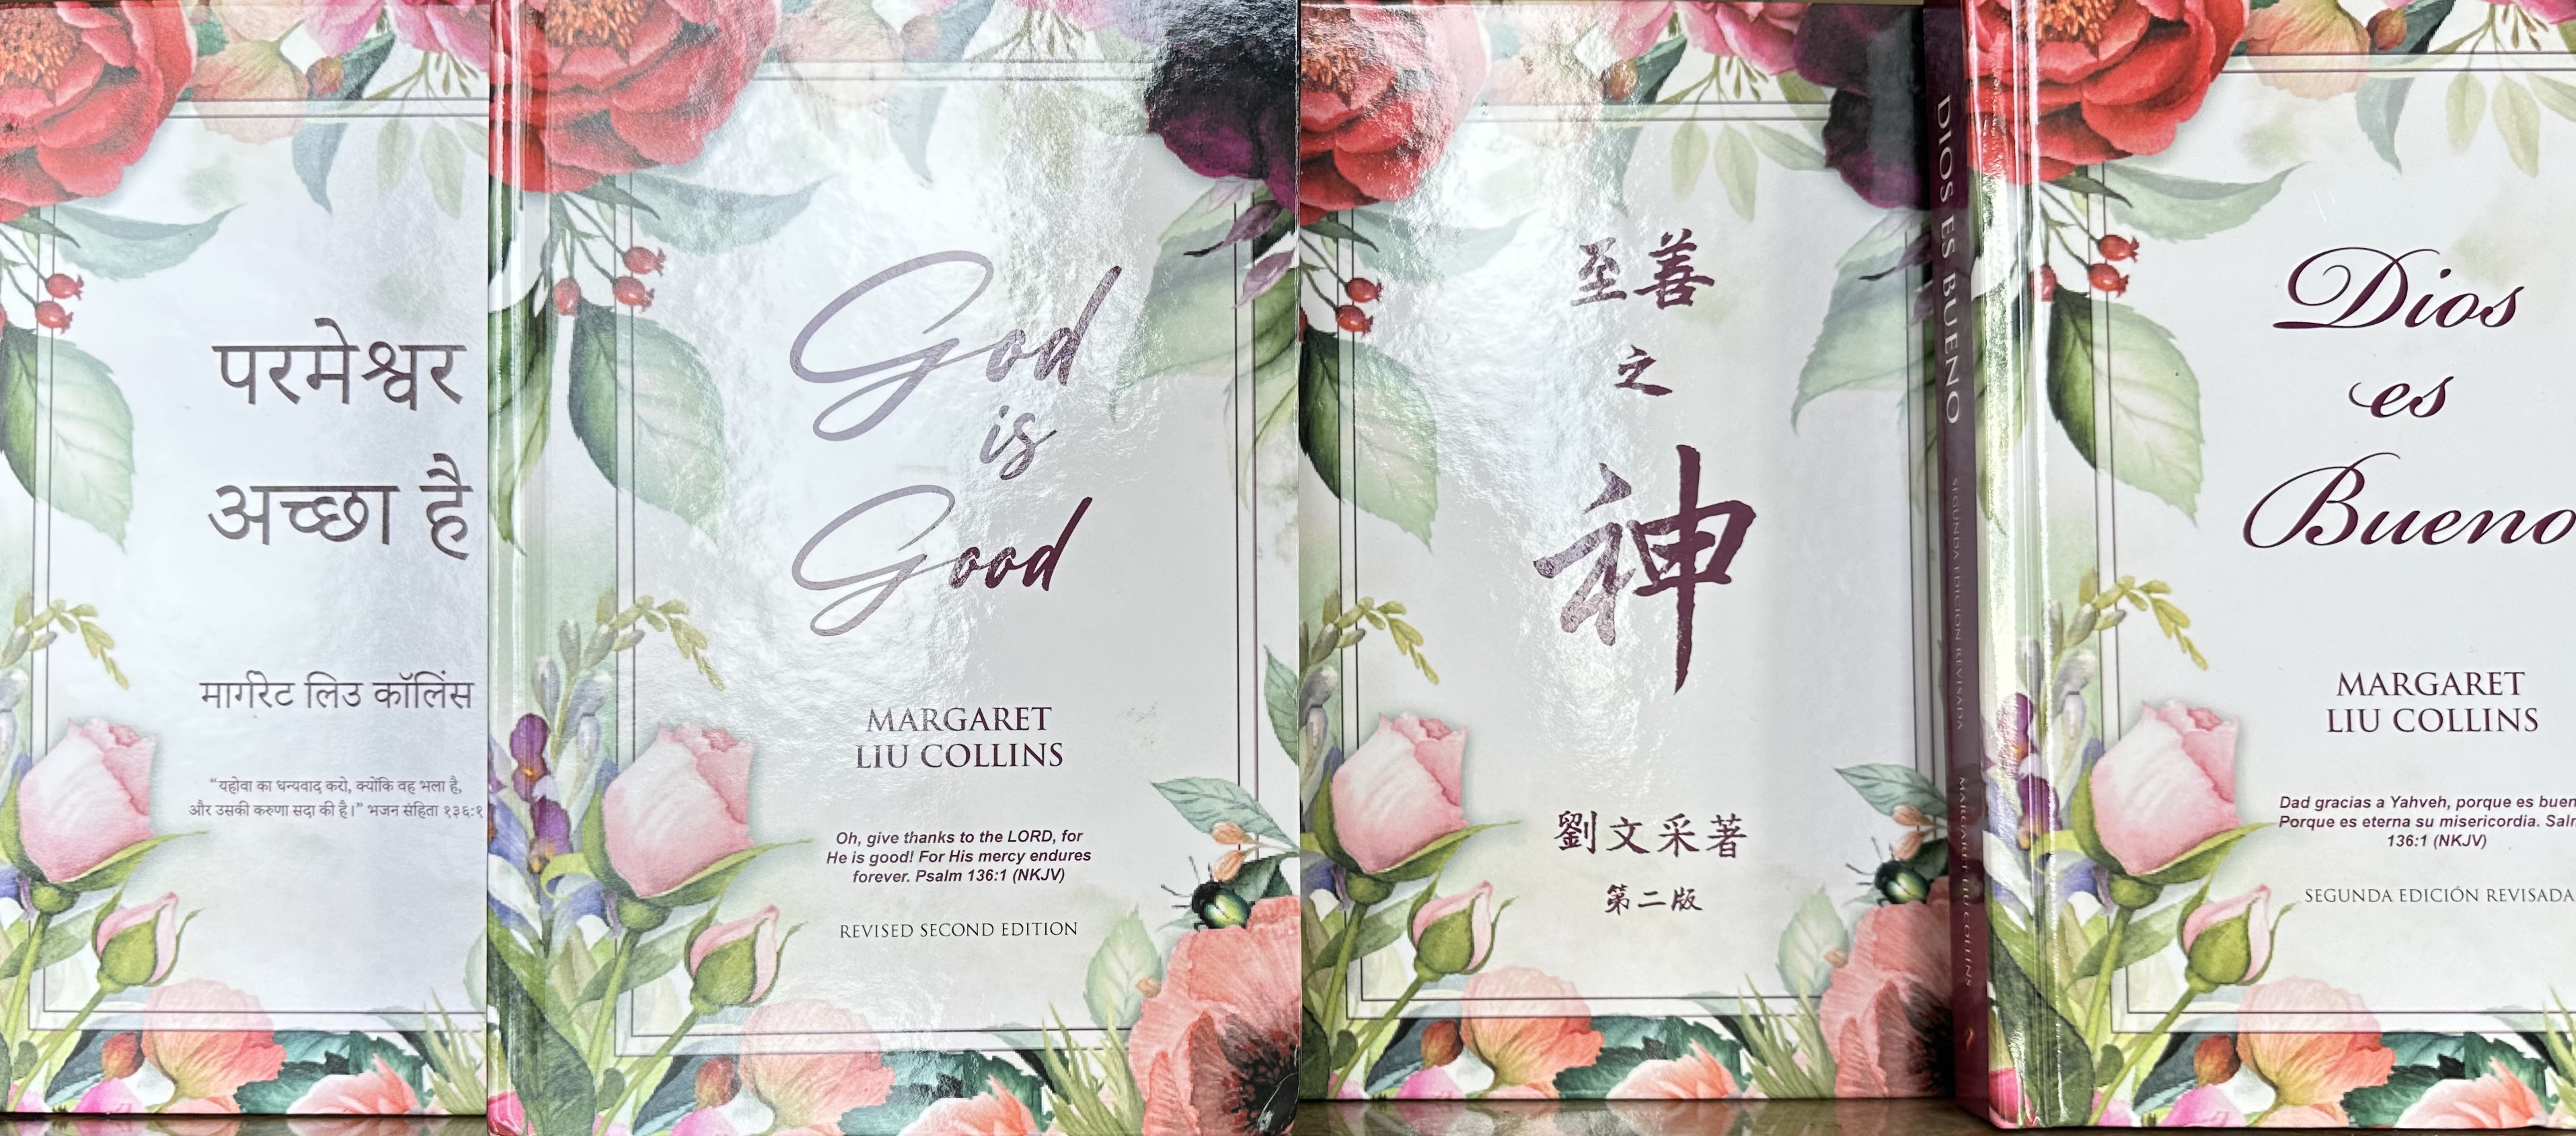 परमेश्वर
अच्छा है
मार्गरेट लिउ कॉलिंस
“यहोवा का धन्यवाद करो, क्योंकि वह भला है,
और उसकी करुणा सदा की है।” भजन संहिता १३६:१
God
is
Good
MARGARET
LIU COLLINS
Oh, give thanks to the LORD, for
He is good! For His mercy endures
forever. Psalm 136:1 (NKJV)
REVISED SECOND EDITION
至善
之
神
劉文采著
第二版
DIOS ES BUENO SEGUNDA EDICIÓN REVISADA MARGARET LIU COLLINS
Dios
es
Bueno
MARGARET
LIU COLLINS
Dad gracias a Yahveh, porque es buen
Porque es eterna su misericordia. Sal
136:1 (NKJV)
SEGUNDA EDICIÓN REVISADA